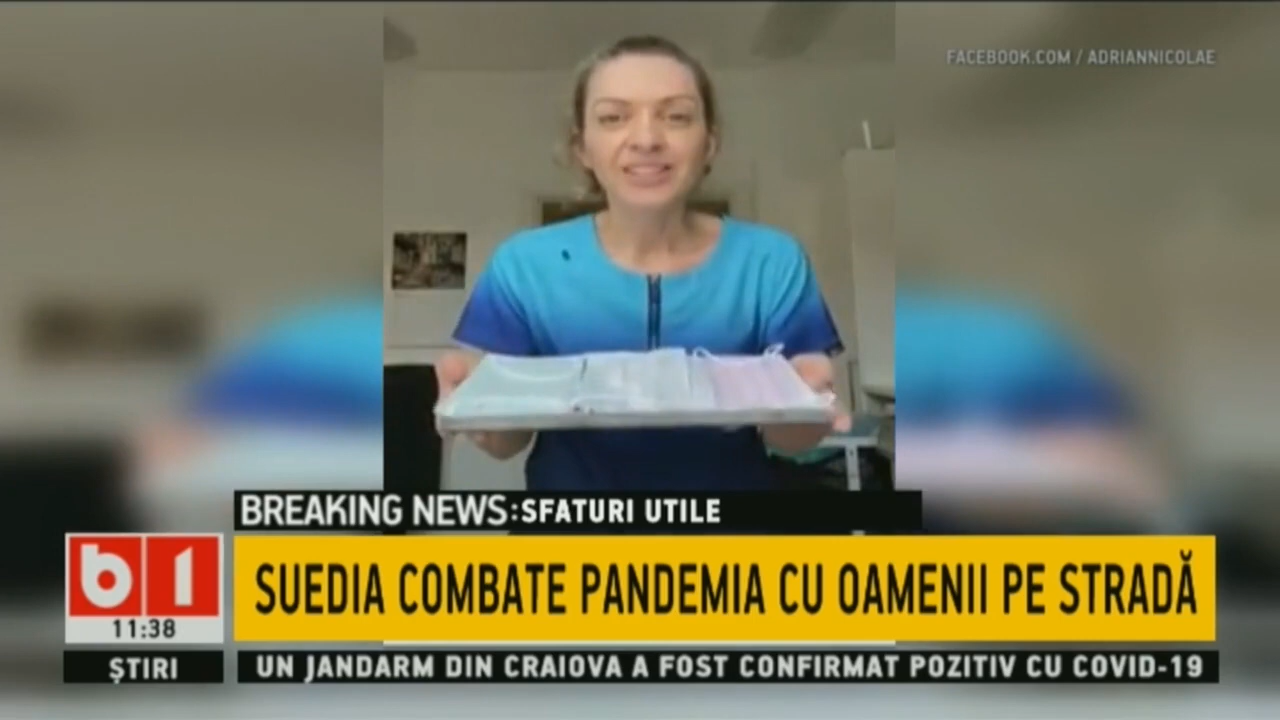 FACEBOOK.COM / ADRIANNICOLAE
BREAKING NEWS: SFATURI UTILE
b1
SUEDIA COMBATE PANDEMIA CU OAMENII PE STRADĂ
11:38
ȘTIRI
UN JANDARM DIN CRAIOVA A FOST CONFIRMAT POZITIV CU COVID-19